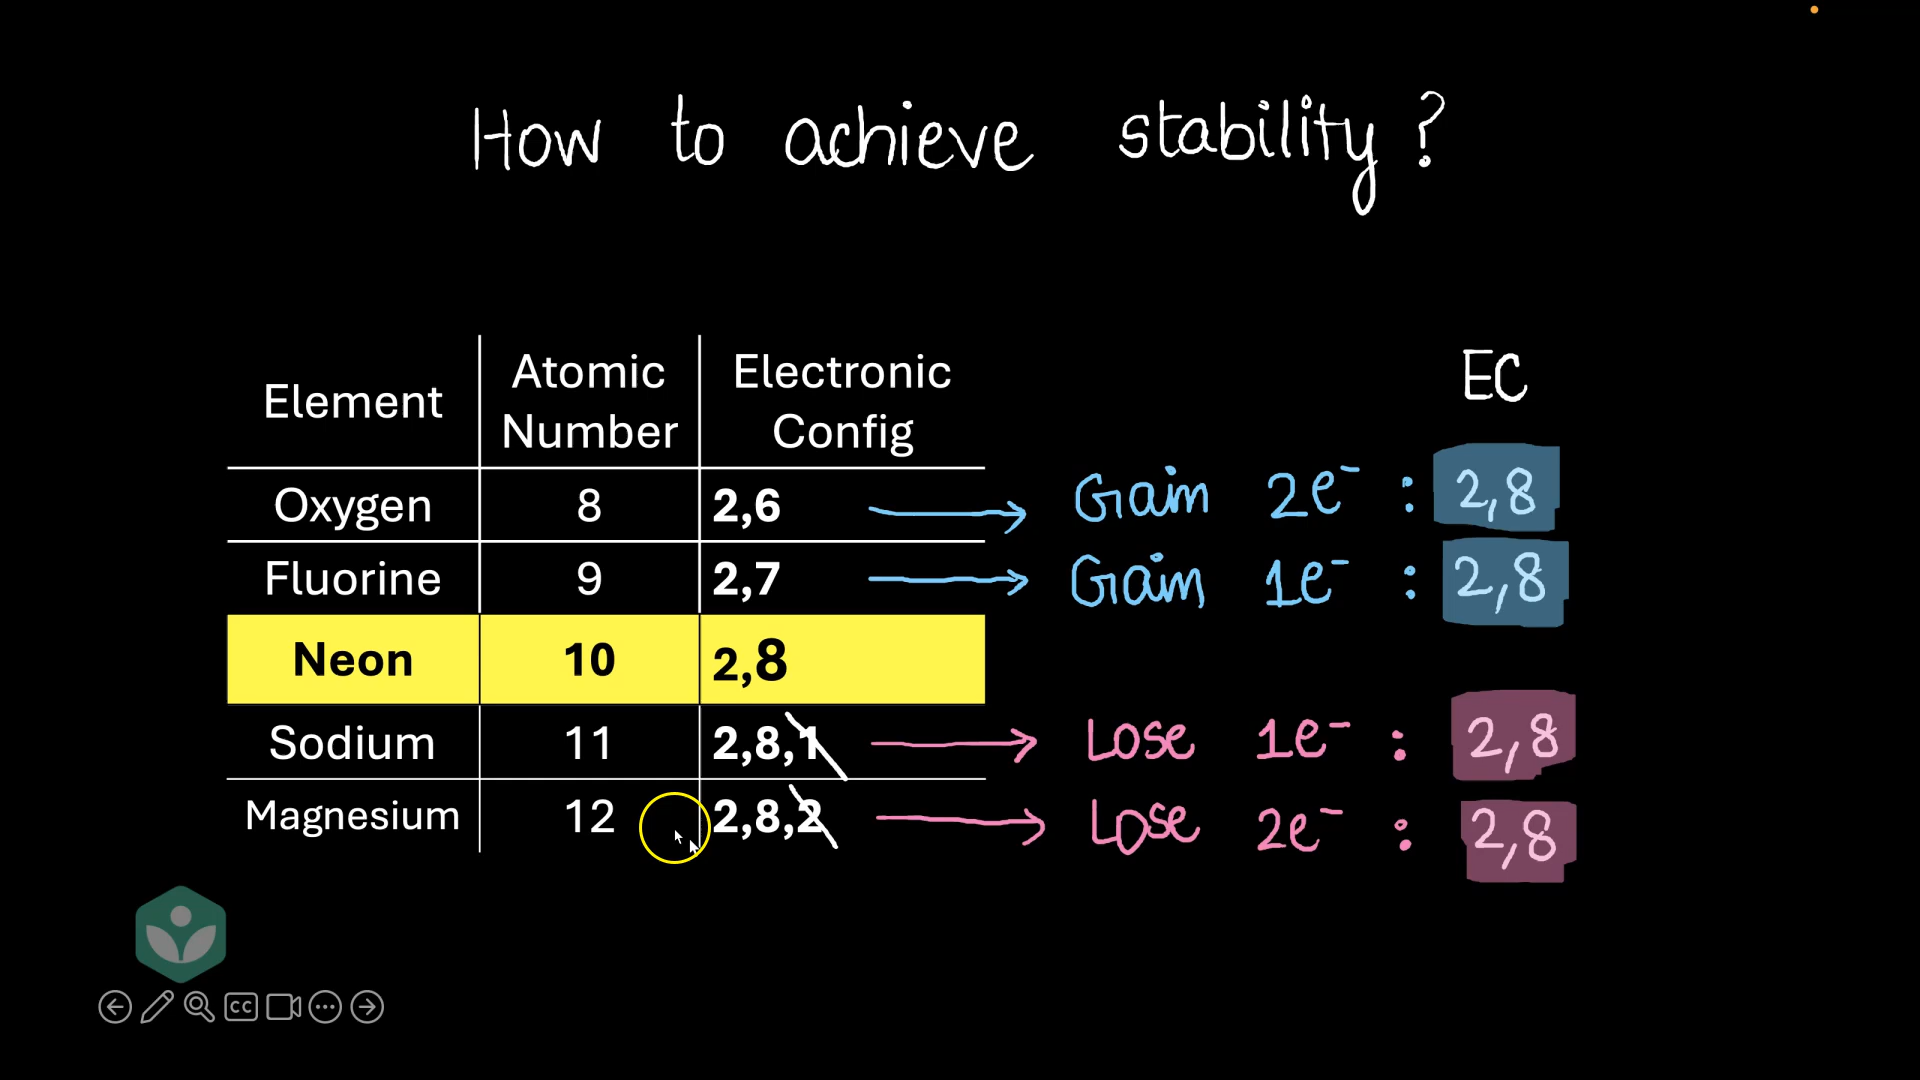 How to achieve stability?
Element Atomic Number Electronic Config EC
Oxygen 8 2,6 → Gain 2e⁻ : 2,8
Fluorine 9 2,7 → Gain 1e⁻ : 2,8
Neon 10 2,8
Sodium 11 2,8,1 → Lose 1e⁻ : 2,8
Magnesium 12 2,8,2 → Lose 2e⁻ : 2,8
CC